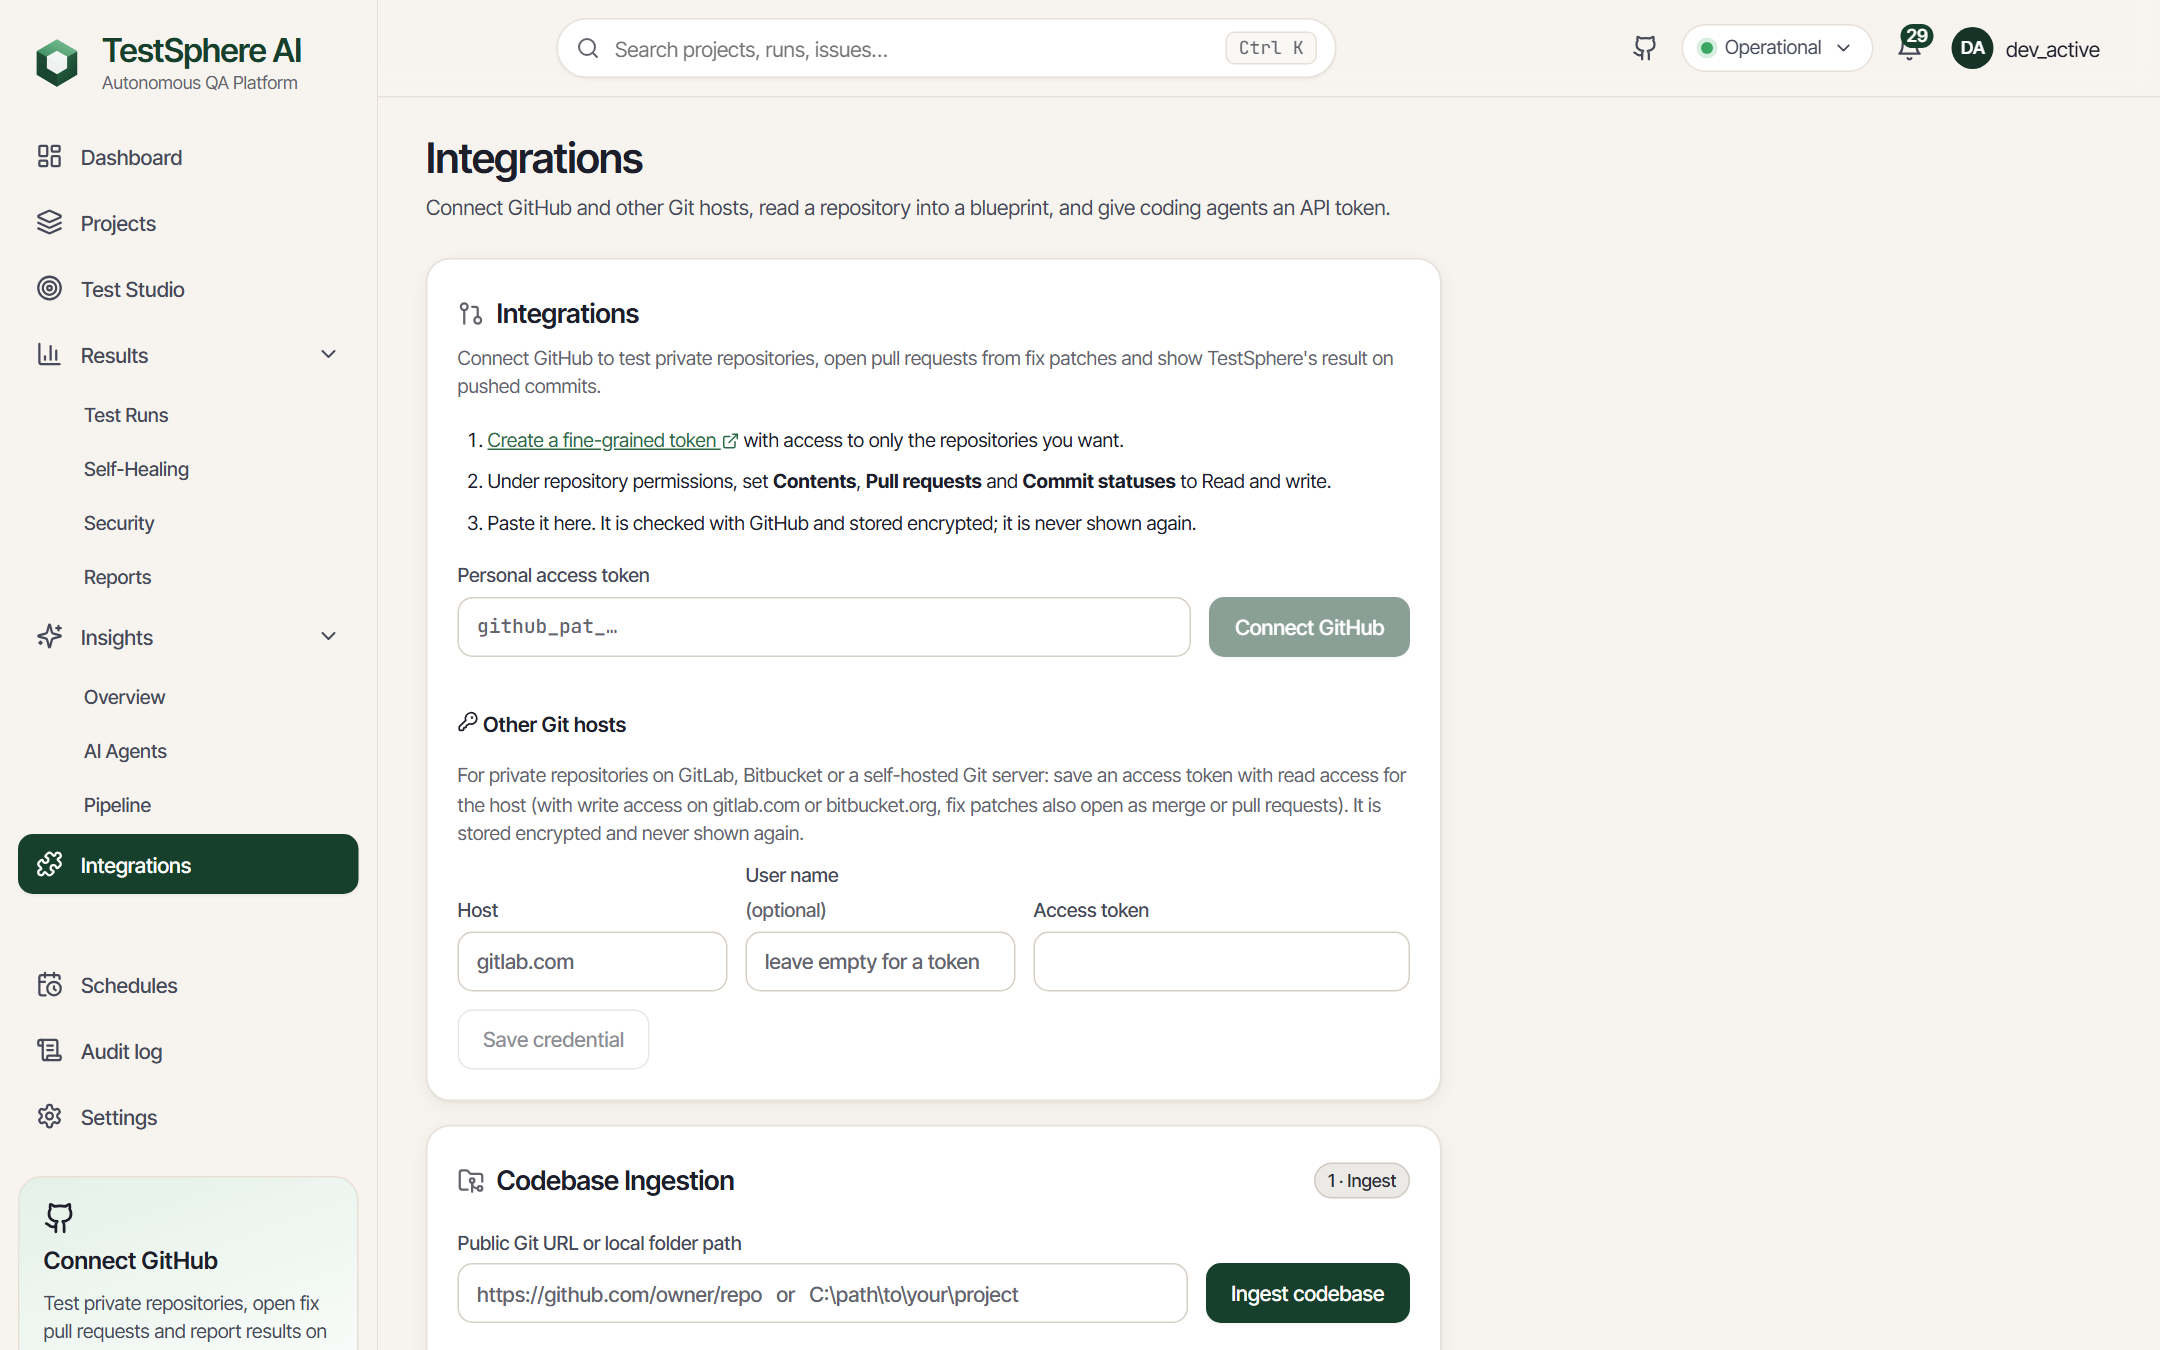 TestSphere AI
Autonomous QA Platform
Search projects, runs, issues...
Ctrl K
Operational
29
DA
dev_active
Dashboard
Projects
Test Studio
Results
Test Runs
Self-Healing
Security
Reports
Insights
Overview
AI Agents
Pipeline
Integrations
Schedules
Audit log
Settings
Connect GitHub
Test private repositories, open fix
pull requests and report results on
Integrations
Connect GitHub and other Git hosts, read a repository into a blueprint, and give coding agents an API token.
Integrations
Connect GitHub to test private repositories, open pull requests from fix patches and show TestSphere's result on
pushed commits.
1. Create a fine-grained token with access to only the repositories you want.
2. Under repository permissions, set Contents, Pull requests and Commit statuses to Read and write.
3. Paste it here. It is checked with GitHub and stored encrypted; it is never shown again.
Personal access token
github_pat_…
Connect GitHub
Other Git hosts
For private repositories on GitLab, Bitbucket or a self-hosted Git server: save an access token with read access for
the host (with write access on gitlab.com or bitbucket.org, fix patches also open as merge or pull requests). It is
stored encrypted and never shown again.
Host
User name
(optional)
Access token
gitlab.com
leave empty for a token
Save credential
Codebase Ingestion
1 · Ingest
Public Git URL or local folder path
https://github.com/owner/repo or C:\path\to\your\project
Ingest codebase